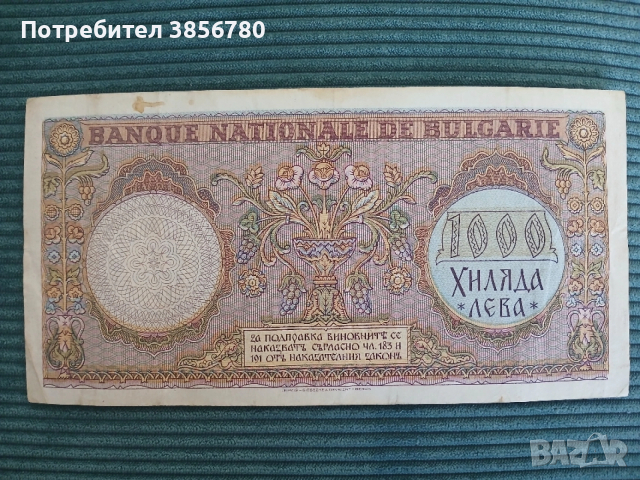 Потребител 3856780
BANQUE NATIONALE DE BULGARIE
1000
ХИЛЯДА
* ЛЕВА *
ЗА ПОДПРАВКА ВИНОВНИТѢ СЕ
НАКАЗВАТЪ СЪГЛАСНО ЧЛ. 183 И
191 ОТЪ НАКАЗАТЕЛНИЯ ЗАКОНЪ
BAZAR